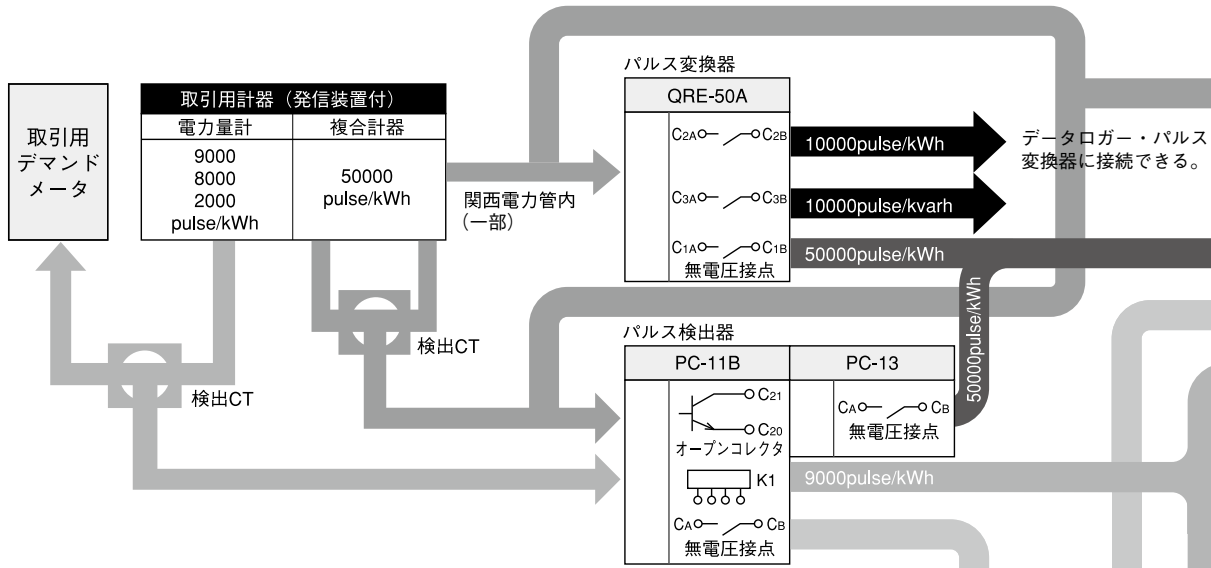 取引用
デマンド
メータ
取引用計器（発信装置付）
電力量計
複合計器
9000
8000
2000
pulse/kWh
50000
pulse/kWh
関西電力管内
（一部）
検出CT
検出CT
パルス変換器
QRE-50A
C2A C2B
C3A C3B
C1A C1B
無電圧接点
10000pulse/kWh
10000pulse/kvarh
50000pulse/kWh
データロガー・パルス
変換器に接続できる。
50000pulse/kWh
パルス検出器
PC-11B
PC-13
C21
C20
オープンコレクタ
K1
CA CB
無電圧接点
CA CB
無電圧接点
9000pulse/kWh